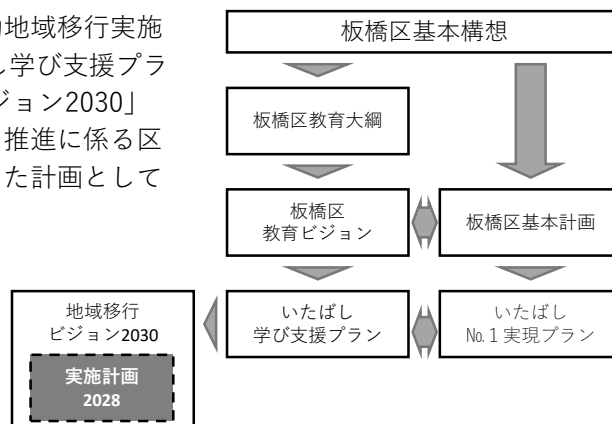 地域移行実施
し学び支援プラ
ジョン2030」
推進に係る区
た計画として
板橋区基本構想
板橋区教育大綱
板橋区
教育ビジョン
板橋区基本計画
地域移行
ビジョン2030
実施計画
2028
いたばし
学び支援プラン
いたばし
№１実現プラン